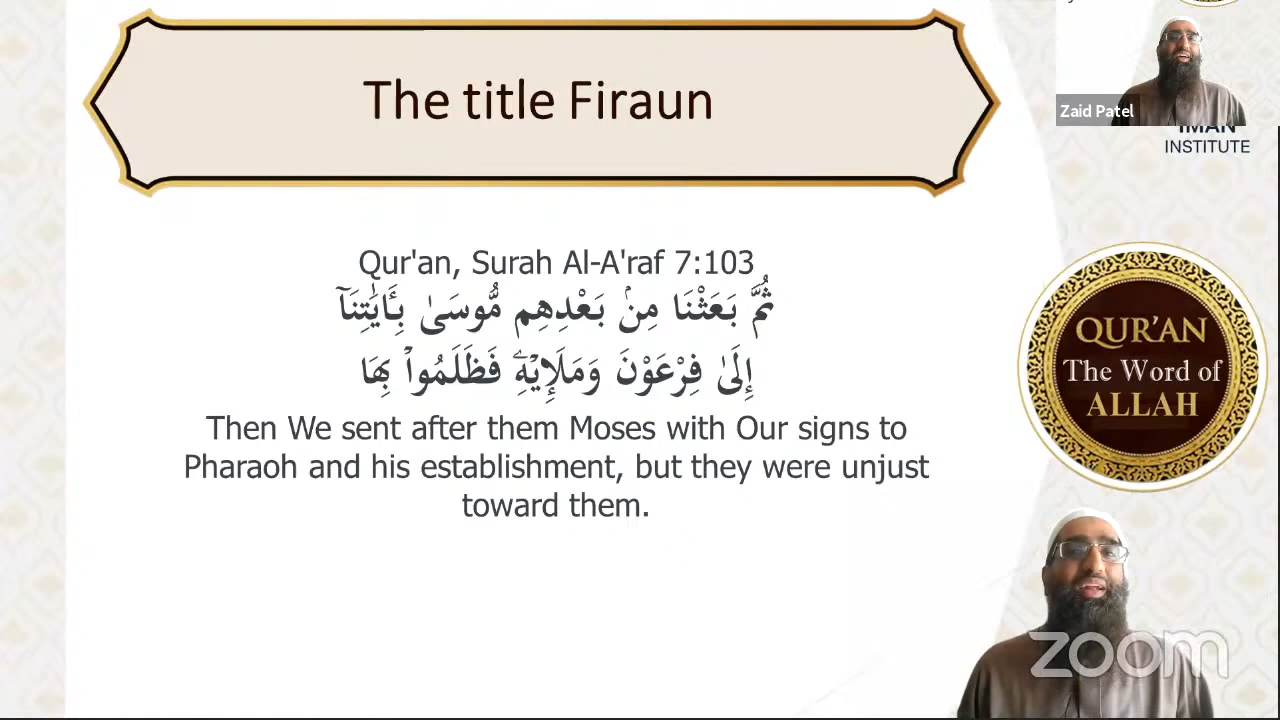 The title Firaun
Zaid Patel
IMAN
INSTITUTE
Qur'an, Surah Al-A'raf 7:103
ثُمَّ بَعَثْنَا مِنۢ بَعْدِهِم مُّوسَىٰ بِـَٔايَـٰتِنَآ
إِلَىٰ فِرْعَوْنَ وَمَلَإِي۟هِۦ فَظَلَمُوا۟ بِهَا
Then We sent after them Moses with Our signs to
Pharaoh and his establishment, but they were unjust
toward them.
QUR'AN
The Word of
ALLAH
zoom